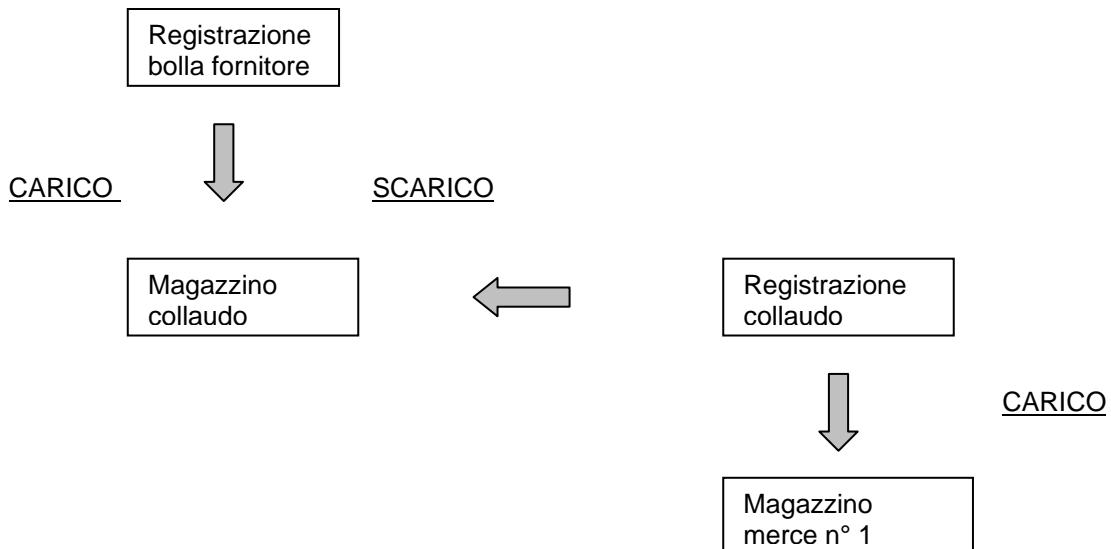 Registrazione
bolla fornitore
CARICO
SCARICO
Magazzino
collaudo
Registrazione
collaudo
CARICO
Magazzino
merce n° 1